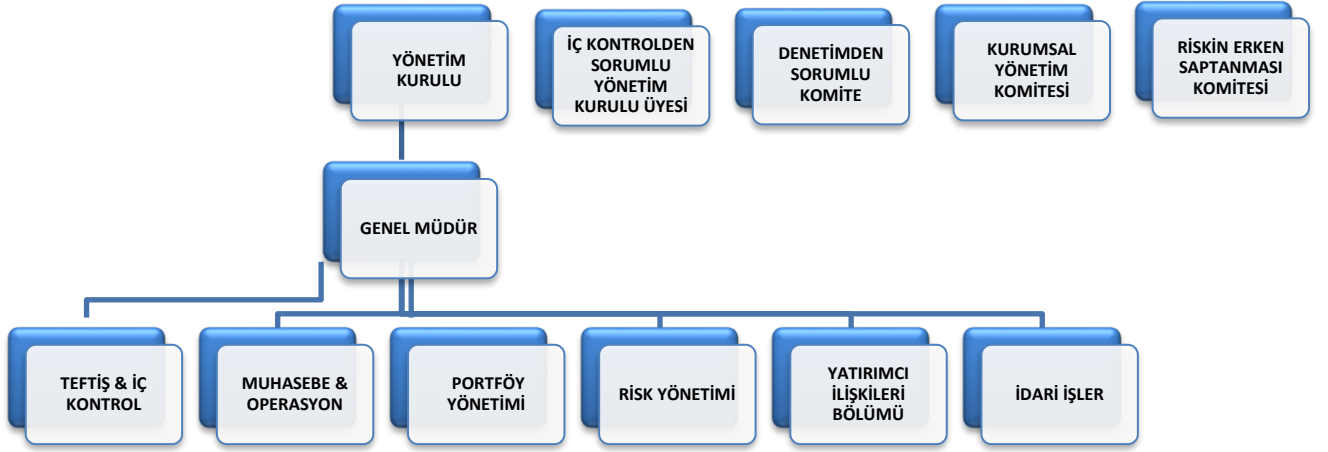 YÖNETİM
KURULU
İÇ KONTROLDEN
SORUMLU
YÖNETİM
KURULU ÜYESİ
DENETİMDEN
SORUMLU
KOMİTE
KURUMSAL
YÖNETİM
KOMİTESİ
RİSKİN ERKEN
SAPTANMASI
KOMİTESİ
GENEL MÜDÜR
TEFTİŞ & İÇ
KONTROL
MUHASEBE &
OPERASYON
PORTFÖY
YÖNETİMİ
RİSK YÖNETİMİ
YATIRIMCI
İLİŞKİLERİ
BÖLÜMÜ
İDARİ İŞLER